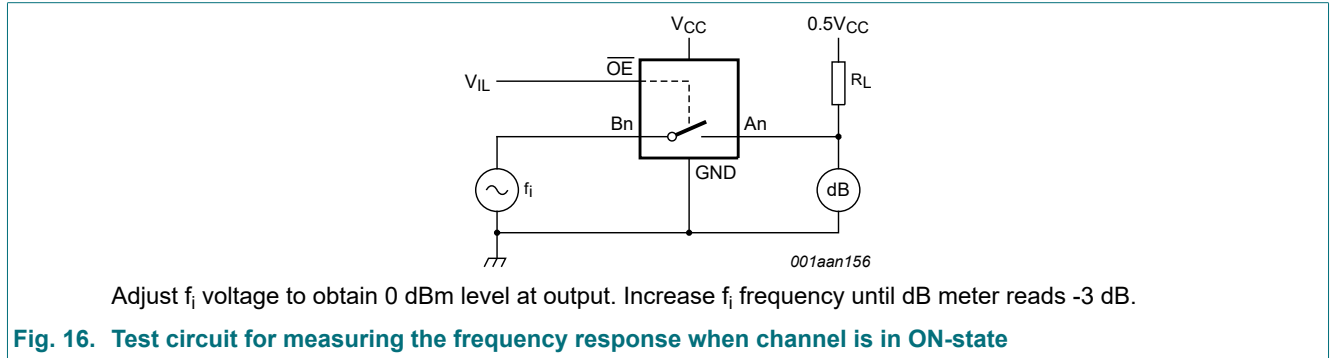 VCC
0.5VCC
OE
VIL
RL
Bn
An
GND
fi
dB
001aan156
Adjust fi voltage to obtain 0 dBm level at output. Increase fi frequency until dB meter reads -3 dB.
Fig. 16. Test circuit for measuring the frequency response when channel is in ON-state